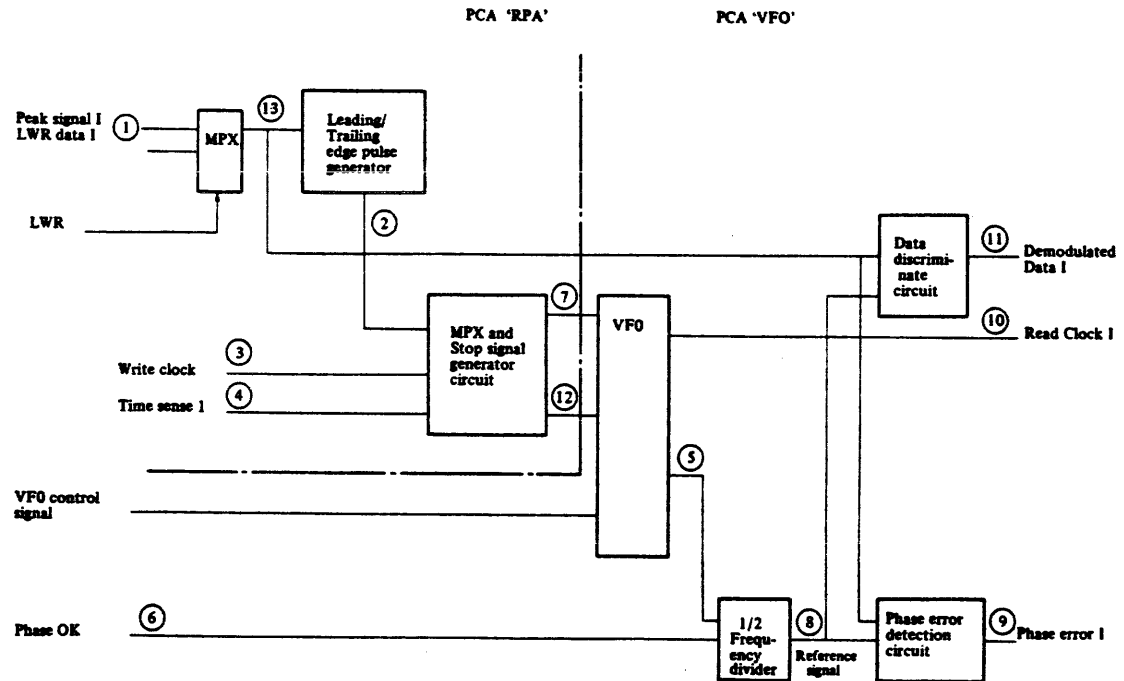 PCA ‘RPA’
PCA ‘VFO’
Peak signal I
LWR data I
1
MPX
13
Leading/
Trailing
edge pulse
generator
LWR
2
Data
discrimi-
nate
circuit
11
Demodulated
Data I
7
VF0
10
Read Clock I
MPX and
Stop signal
generator
circuit
3
Write clock
4
Time sense 1
12
5
VF0 control
signal
6
Phase OK
1/2
Frequ-
ency
divider
8
Reference
signal
Phase error
detection
circuit
9
Phase error I